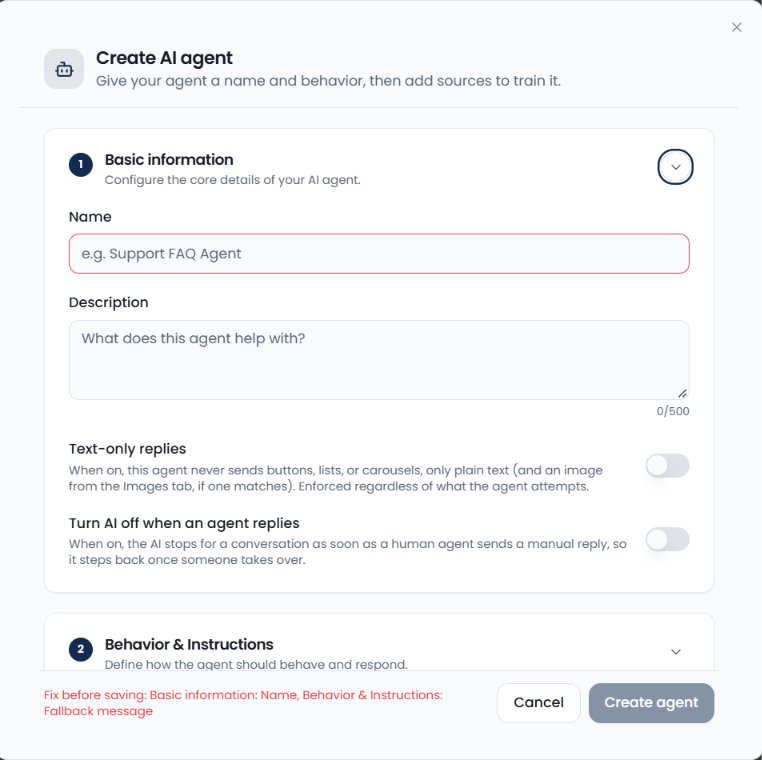 Create AI agent
Give your agent a name and behavior, then add sources to train it.
1
Basic information
Configure the core details of your AI agent.
Name
e.g. Support FAQ Agent
Description
What does this agent help with?
0/500
Text-only replies
When on, this agent never sends buttons, lists, or carousels, only plain text (and an image
from the Images tab, if one matches). Enforced regardless of what the agent attempts.
Turn AI off when an agent replies
When on, the AI stops for a conversation as soon as a human agent sends a manual reply, so
it steps back once someone takes over.
2
Behavior & Instructions
Define how the agent should behave and respond.
Fix before saving: Basic information: Name, Behavior & Instructions:
Fallback message
Cancel
Create agent